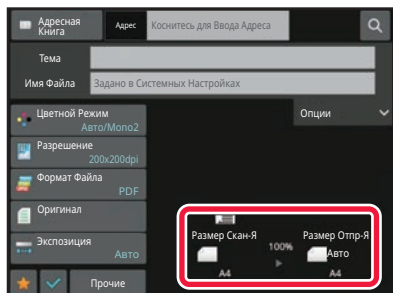 Адресная
Книга
Адрес
Коснитесь для Ввода Адреса
Тема
Имя Файла
Задано в Системных Настройках
Цветной Режим
Авто/Mono2
Опции
Разрешение
200x200dpi
Формат Файла
PDF
Оригинал
Экспозиция
Авто
Размер Скан-Я
100%
Размер Отпр-Я
Авто
A4
A4
Прочие